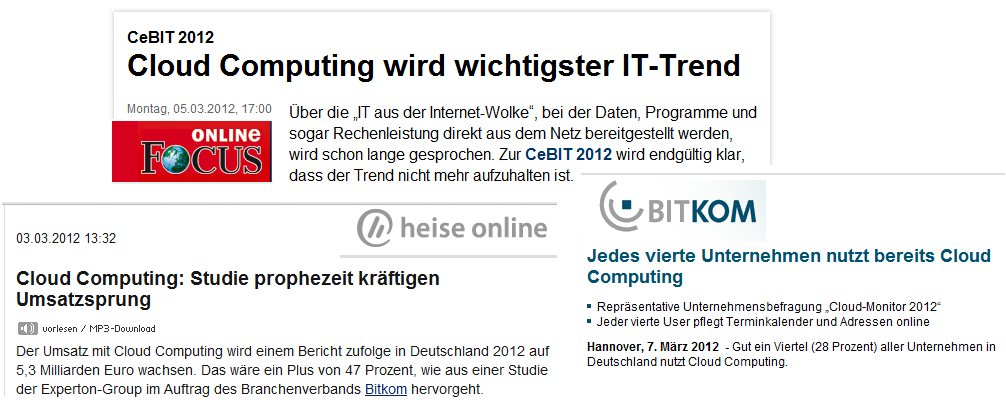 CeBIT 2012
Cloud Computing wird wichtigster IT-Trend
Montag, 05.03.2012, 17:00
ONLINE
FOCUS
Über die „IT aus der Internet-Wolke“, bei der Daten, Programme und
sogar Rechenleistung direkt aus dem Netz bereitgestellt werden,
wird schon lange gesprochen. Zur CeBIT 2012 wird endgültig klar,
dass der Trend nicht mehr aufzuhalten ist.
heise online
03.03.2012 13:32
Cloud Computing: Studie prophezeit kräftigen
Umsatzsprung
vorlesen / MP3-Download
Der Umsatz mit Cloud Computing wird einem Bericht zufolge in Deutschland 2012 auf
5,3 Milliarden Euro wachsen. Das wäre ein Plus von 47 Prozent, wie aus einer Studie
der Experton-Group im Auftrag des Branchenverbands Bitkom hervorgeht.
BITKOM
Jedes vierte Unternehmen nutzt bereits Cloud
Computing
▪ Repräsentative Unternehmensbefragung „Cloud-Monitor 2012“
▪ Jeder vierte User pflegt Terminkalender und Adressen online
Hannover, 7. März 2012 - Gut ein Viertel (28 Prozent) aller Unternehmen in
Deutschland nutzt Cloud Computing.